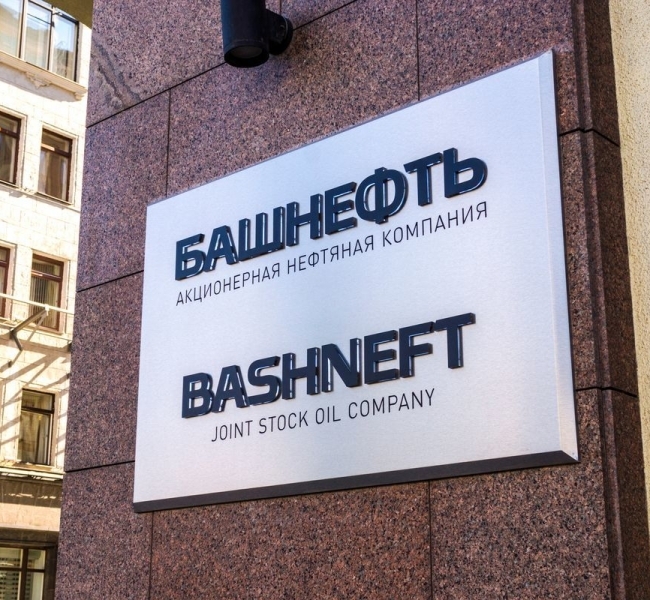 БАШНЕФТЬ
АКЦИОНЕРНАЯ НЕФТЯНАЯ КОМПАНИЯ
BASHNEFT
JOINT STOCK OIL COMPANY